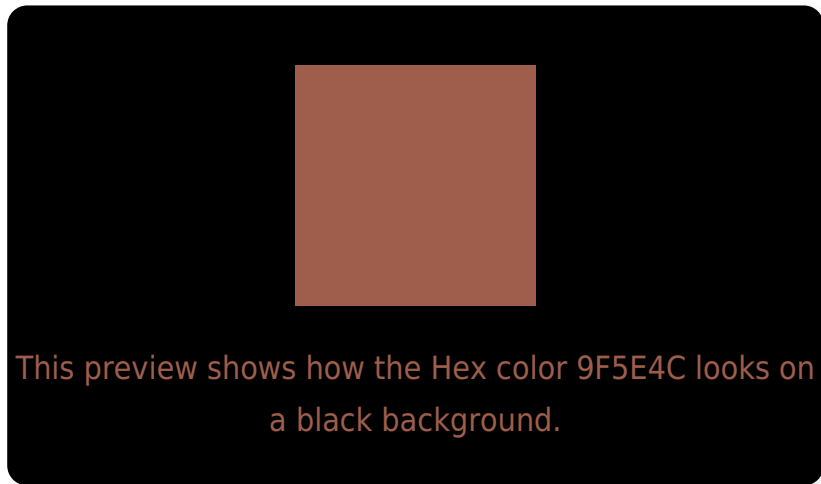 This preview shows how the Hex color 9F5E4C looks on
a black background.